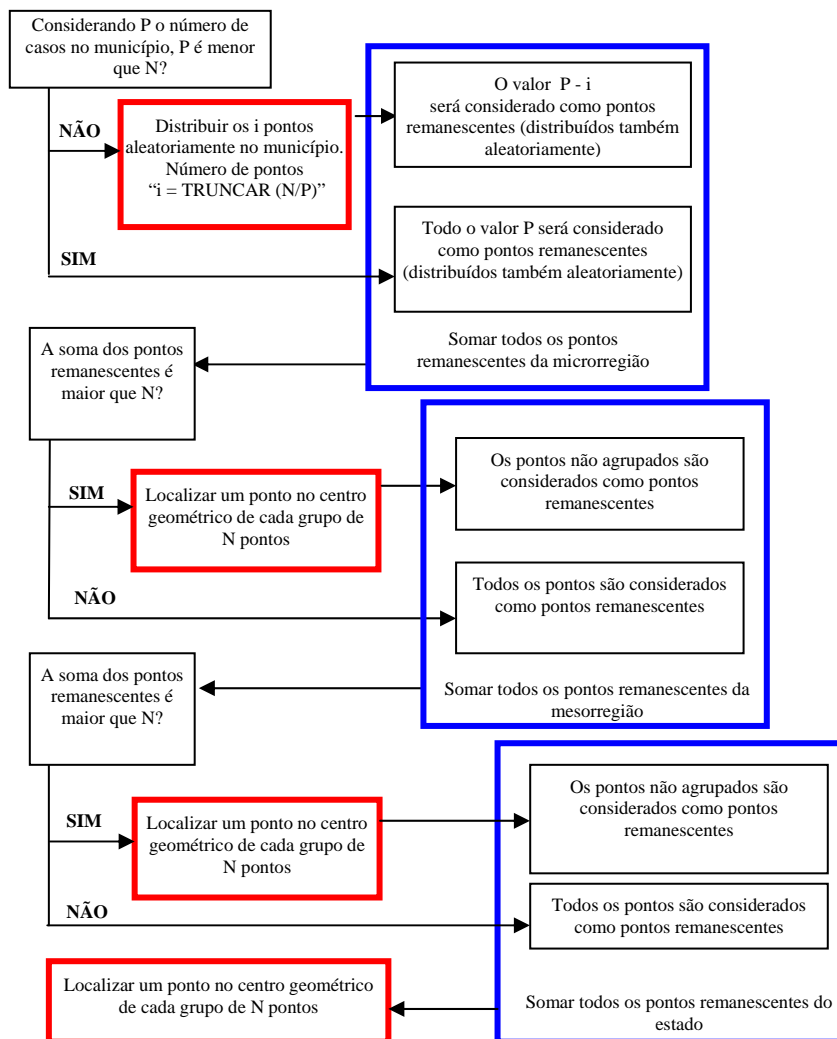 Considerando P o número de
casos no município, P é menor
que N?
NÃO
Distribuir os i pontos
aleatoriamente no município.
Número de pontos
“i = TRUNCAR (N/P)”
O valor P - i
será considerado como pontos
remanescentes (distribuídos também
aleatoriamente)
SIM
Todo o valor P será considerado
como pontos remanescentes
(distribuídos também aleatoriamente)
Somar todos os pontos
remanescentes da microrregião
A soma dos pontos
remanescentes é
maior que N?
SIM
Localizar um ponto no centro
geométrico de cada grupo de
N pontos
Os pontos não agrupados são
considerados como pontos
remanescentes
NÃO
Todos os pontos são considerados
como pontos remanescentes
Somar todos os pontos remanescentes da
mesorregião
A soma dos pontos
remanescentes é
maior que N?
SIM
Localizar um ponto no centro
geométrico de cada grupo de
N pontos
Os pontos não agrupados são
considerados como pontos
remanescentes
NÃO
Todos os pontos são considerados
como pontos remanescentes
Somar todos os pontos remanescentes do
estado
Localizar um ponto no centro geométrico
de cada grupo de N pontos